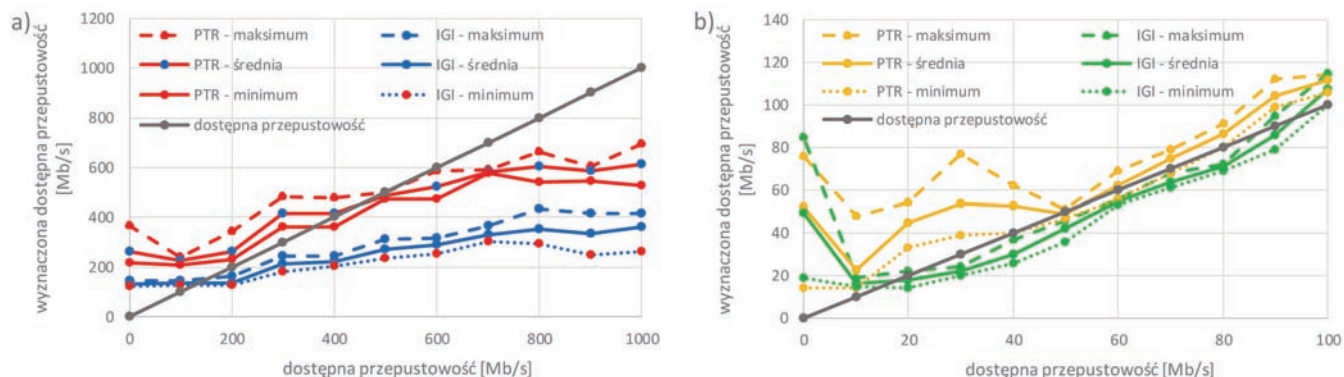 a)
wyznaczona dostępna przepustowość
[Mb/s]
1200
1000
800
600
400
200
0
PTR - maksimum
IGI - maksimum
PTR - średnia
IGI - średnia
PTR - minimum
IGI - minimum
dostępna przepustowość
0 200 400 600 800 1000
dostępna przepustowość [Mb/s]
b)
wyznaczona dostępna przepustowość
[Mb/s]
140
120
100
80
60
40
20
0
PTR - maksimum
IGI - maksimum
PTR - średnia
IGI - średnia
PTR - minimum
IGI - minimum
dostępna przepustowość
0 20 40 60 80 100
dostępna przepustowość [Mb/s]